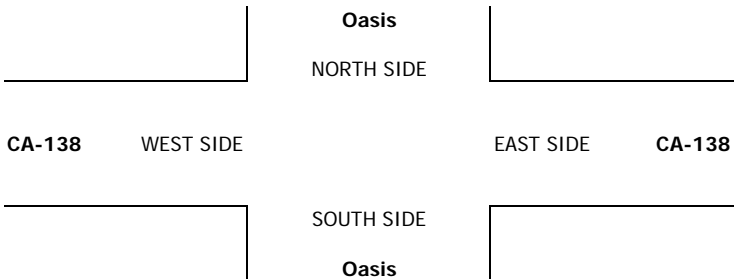 Oasis
NORTH SIDE
CA-138 WEST SIDE EAST SIDE CA-138
SOUTH SIDE
Oasis